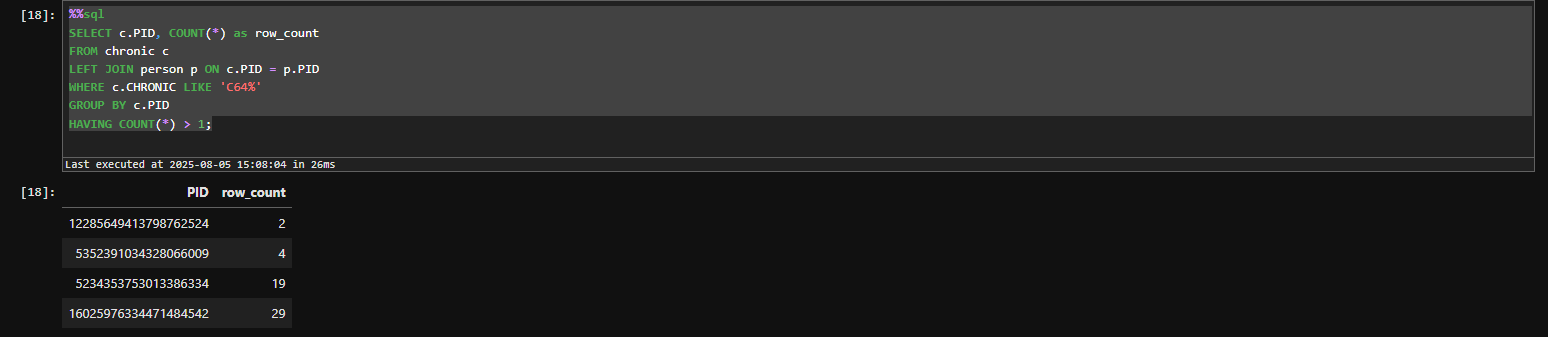 [18]:
%%sql
SELECT c.PID, COUNT(*) as row_count
FROM chronic c
LEFT JOIN person p ON c.PID = p.PID
WHERE c.CHRONIC LIKE 'C64%'
GROUP BY c.PID
HAVING COUNT(*) > 1;
Last executed at 2025-08-05 15:08:04 in 26ms
[18]:
PID row_count
12285649413798762524 2
5352391034328066009 4
5234353753013386334 19
16025976334471484542 29